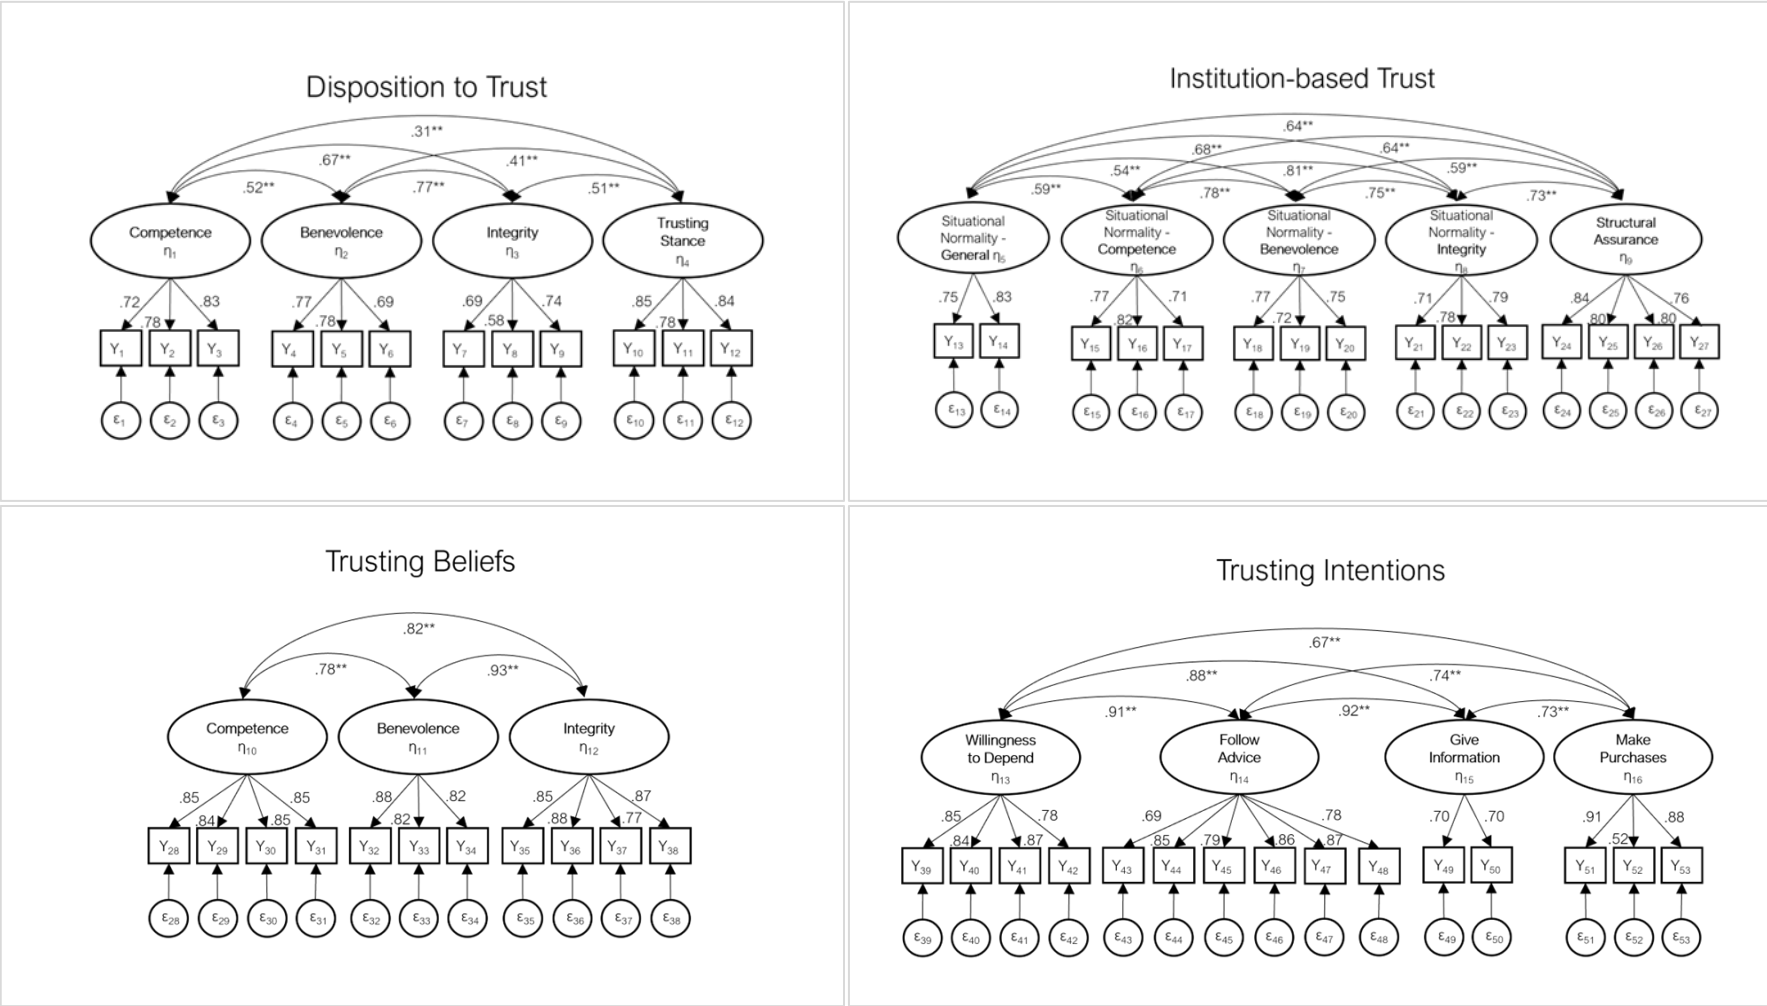 Disposition to Trust
.31**
.67** .41**
.52** .77** .51**
Competence
η1
Benevolence
η2
Integrity
η3
Trusting
Stance
η4
.72 .78 .83
.77 .78 .69
.69 .58 .74
.85 .78 .84
Y1 Y2 Y3 Y4 Y5 Y6 Y7 Y8 Y9 Y10 Y11 Y12
ε1 ε2 ε3 ε4 ε5 ε6 ε7 ε8 ε9 ε10 ε11 ε12
Institution-based Trust
.64**
.68** .64**
.54** .81** .59**
.59** .78** .75** .73**
Situational
Normality -
General η5
Situational
Normality -
Competence
η6
Situational
Normality -
Benevolence
η7
Situational
Normality -
Integrity
η8
Structural
Assurance
η9
.75 .83
.77 .82 .71
.77 .72 .75
.71 .78 .79
.84 .80 .80 .76
Y13 Y14 Y15 Y16 Y17 Y18 Y19 Y20 Y21 Y22 Y23 Y24 Y25 Y26 Y27
ε13 ε14 ε15 ε16 ε17 ε18 ε19 ε20 ε21 ε22 ε23 ε24 ε25 ε26 ε27
Trusting Beliefs
.82**
.78** .93**
Competence
η10
Benevolence
η11
Integrity
η12
.85 .84 .85 .85
.88 .82 .82
.85 .88 .77 .87
Y28 Y29 Y30 Y31 Y32 Y33 Y34 Y35 Y36 Y37 Y38
ε28 ε29 ε30 ε31 ε32 ε33 ε34 ε35 ε36 ε37 ε38
Trusting Intentions
.67**
.88** .74**
.91** .92** .73**
Willingness
to Depend
η13
Follow
Advice
η14
Give
Information
η15
Make
Purchases
η16
.85 .84 .87 .78
.69 .85 .79 .86 .87 .78
.70 .70
.91 .52 .88
Y39 Y40 Y41 Y42 Y43 Y44 Y45 Y46 Y47 Y48 Y49 Y50 Y51 Y52 Y53
ε39 ε40 ε41 ε42 ε43 ε44 ε45 ε46 ε47 ε48 ε49 ε50 ε51 ε52 ε53